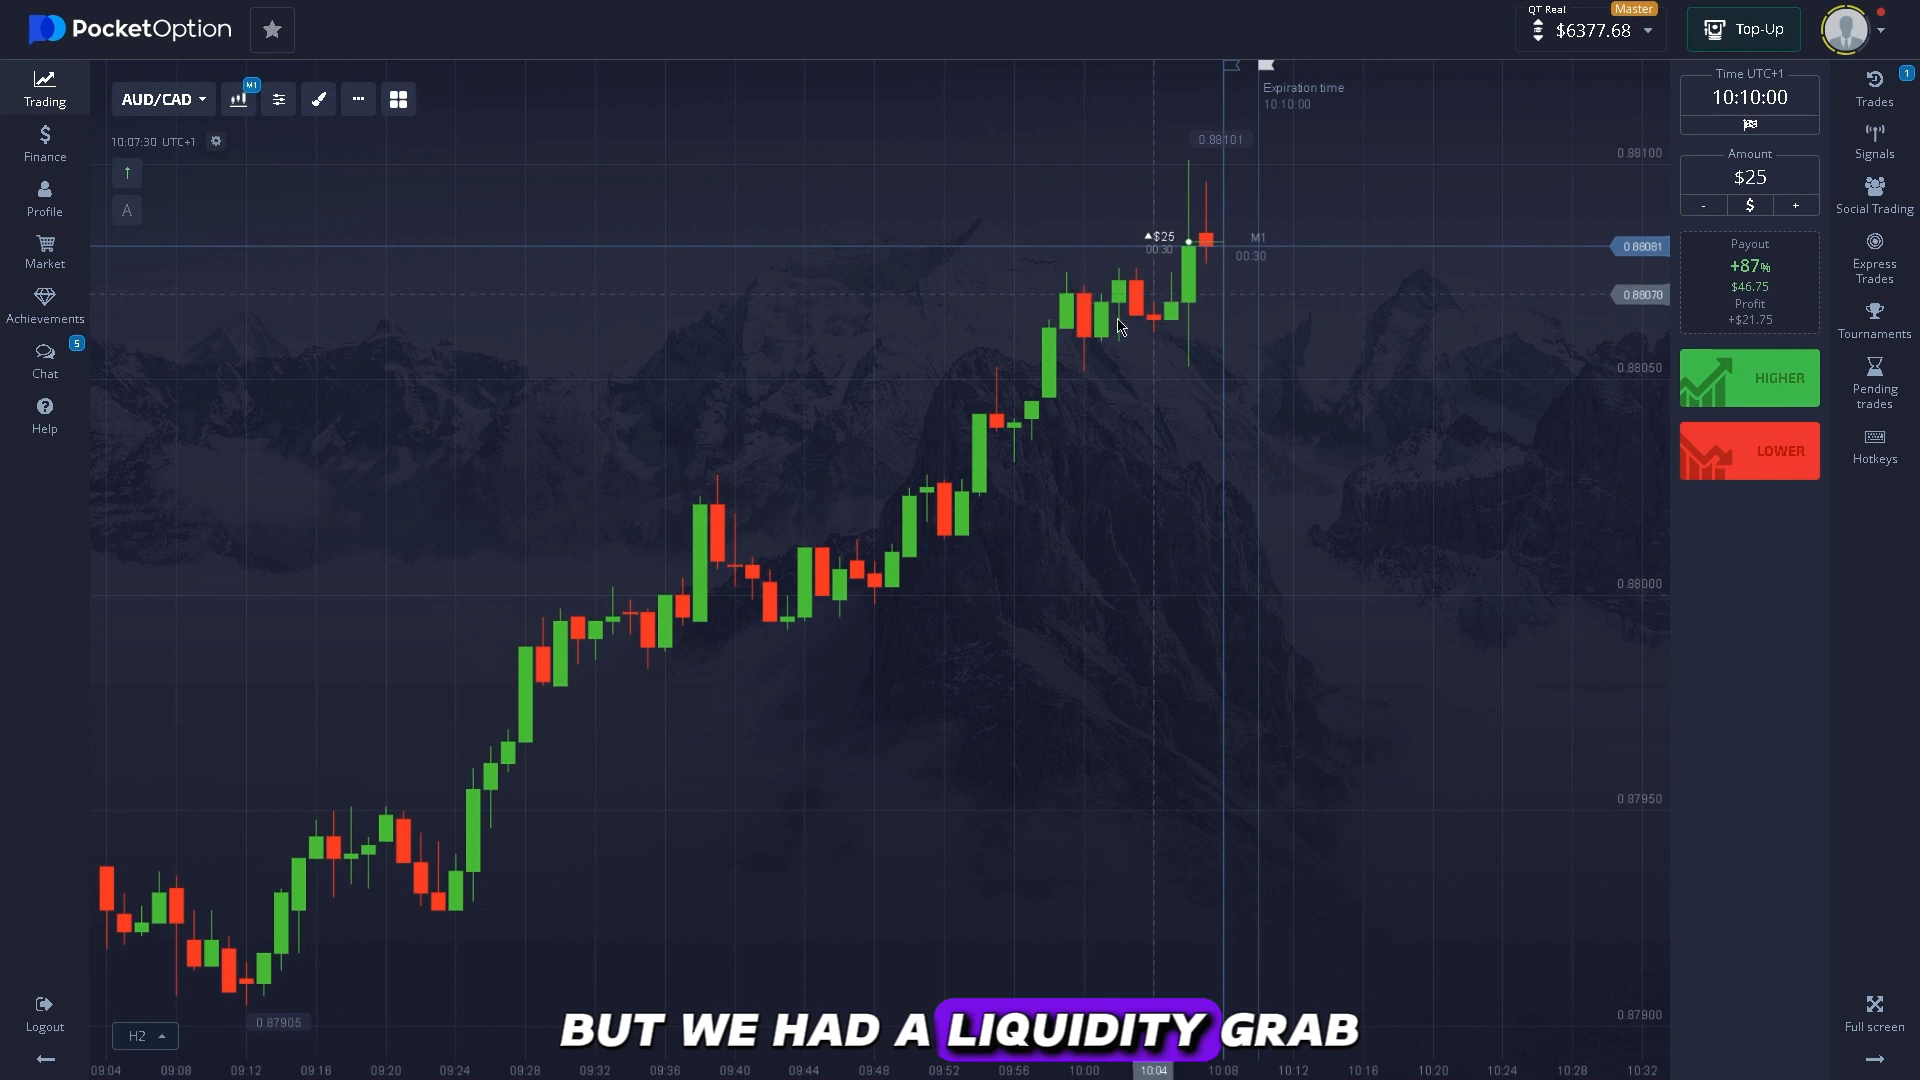 PocketOption
QT Real
Master
$6377.68
Top-Up
Trading
Finance
Profile
Market
Achievements
5
Chat
Help
Logout
AUD/CAD
M1
10:07:30 UTC+1
A
Expiration time
10:10:00
0.88101
0.88100
$25
00:30
M1
00:30
0.88081
0.88070
0.88050
0.88000
0.87950
0.87900
0.87905
H2
BUT WE HAD A LIQUIDITY GRAB
09:04 09:08 09:12 09:16 09:20 09:24 09:28 09:32 09:36 09:40 09:44 09:48 09:52 09:56 10:00 10:04 10:08 10:12 10:16 10:20 10:24 10:28 10:32
Time UTC+1
10:10:00
Amount
$25
- $ +
Payout
+87%
$46.75
Profit
+$21.75
HIGHER
LOWER
1
Trades
Signals
Social Trading
Express
Trades
Tournaments
Pending
trades
Hotkeys
Full screen